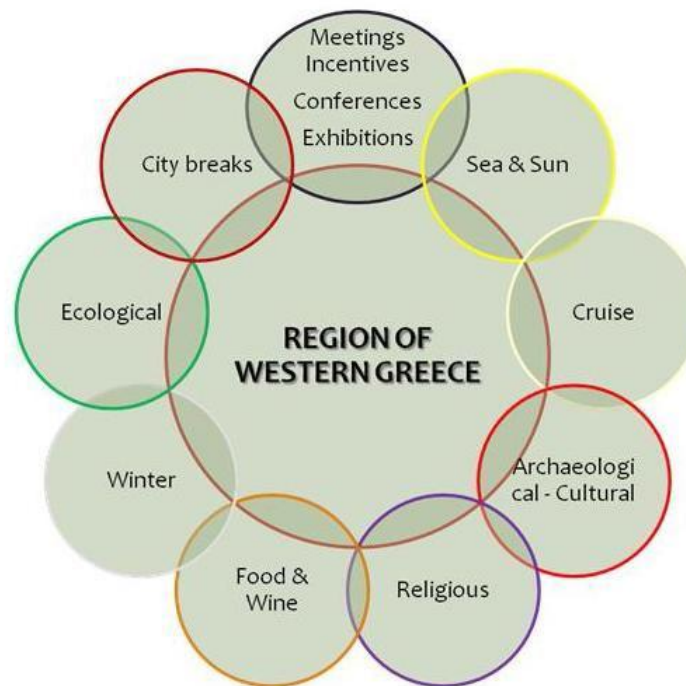 Meetings
Incentives
Conferences
Exhibitions
City breaks
Sea & Sun
Ecological
Cruise
REGION OF
WESTERN GREECE
Winter
Archaeologi
cal - Cultural
Food &
Wine
Religious